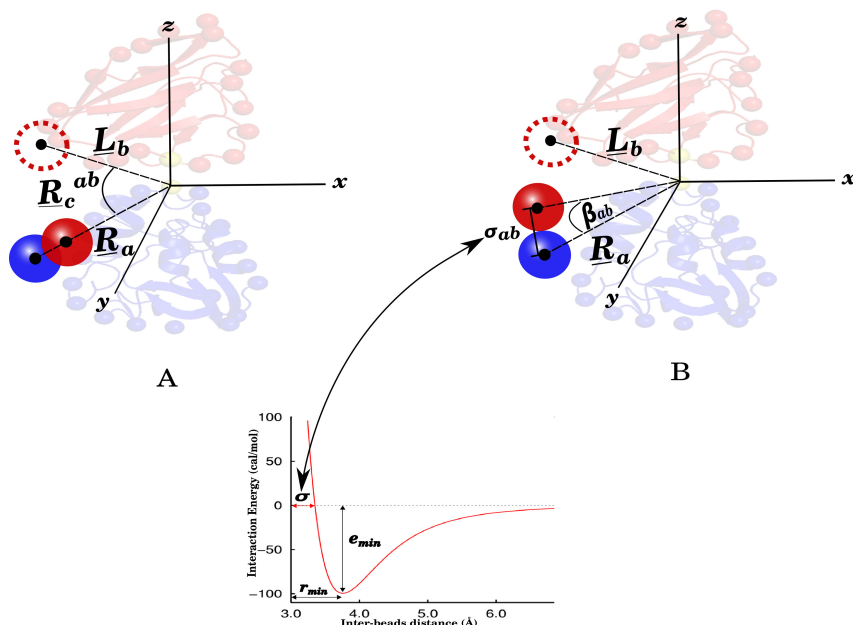 z
z
L_b
L_b
R_c^{ab}
x
x
R_a
β_ab
σ_ab
R_a
y
y
A
B
Interaction Energy (cal/mol)
100
50
0
−50
−100
σ
e_min
r_min
3.0 4.0 5.0 6.0
Inter-beads distance (Å)